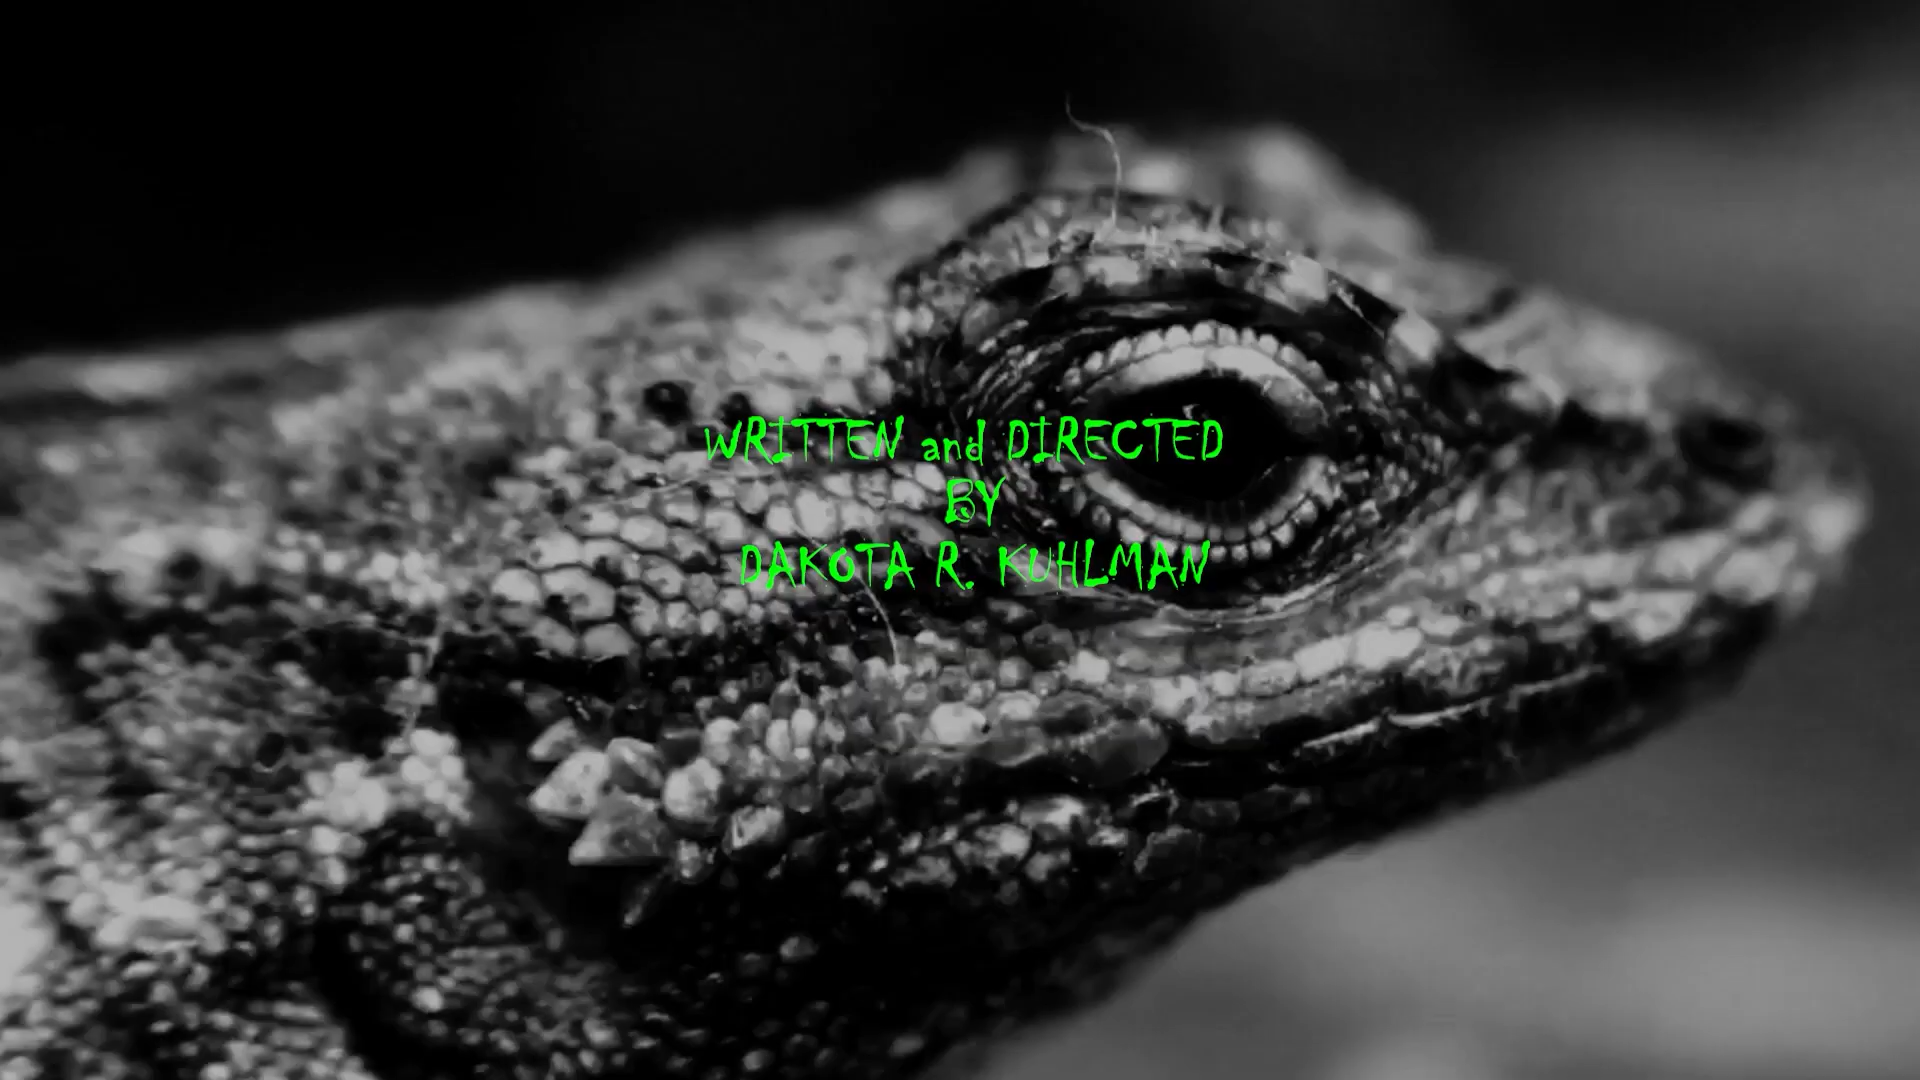 WRITTEN and DIRECTED
BY
DAKOTA R. KUHLMAN